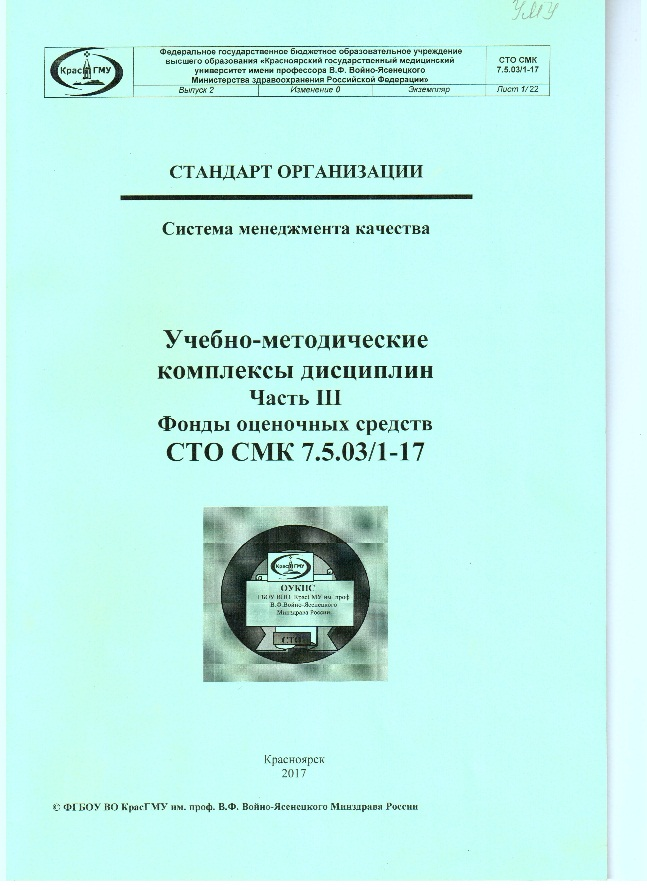 УМУ
КрасГМУ
Федеральное государственное бюджетное образовательное учреждение
высшего образования «Красноярский государственный медицинский
университет имени профессора В.Ф. Войно-Ясенецкого
Министерства здравоохранения Российской Федерации»
СТО СМК
7.5.03/1-17
Выпуск 2 Изменение 0 Экземпляр Лист 1/ 22
СТАНДАРТ ОРГАНИЗАЦИИ
Система менеджмента качества
Учебно-методические
комплексы дисциплин
Часть III
Фонды оценочных средств
СТО СМК 7.5.03/1-17
КрасГМУ
ОУКПС
ГБОУ ВПО КрасГМУ им. проф
В.Ф.Войно-Ясенецкого
Минздрава России
СТО
Красноярск
2017
© ФГБОУ ВО КрасГМУ им. проф. В.Ф. Войно-Ясенецкого Минздрава России